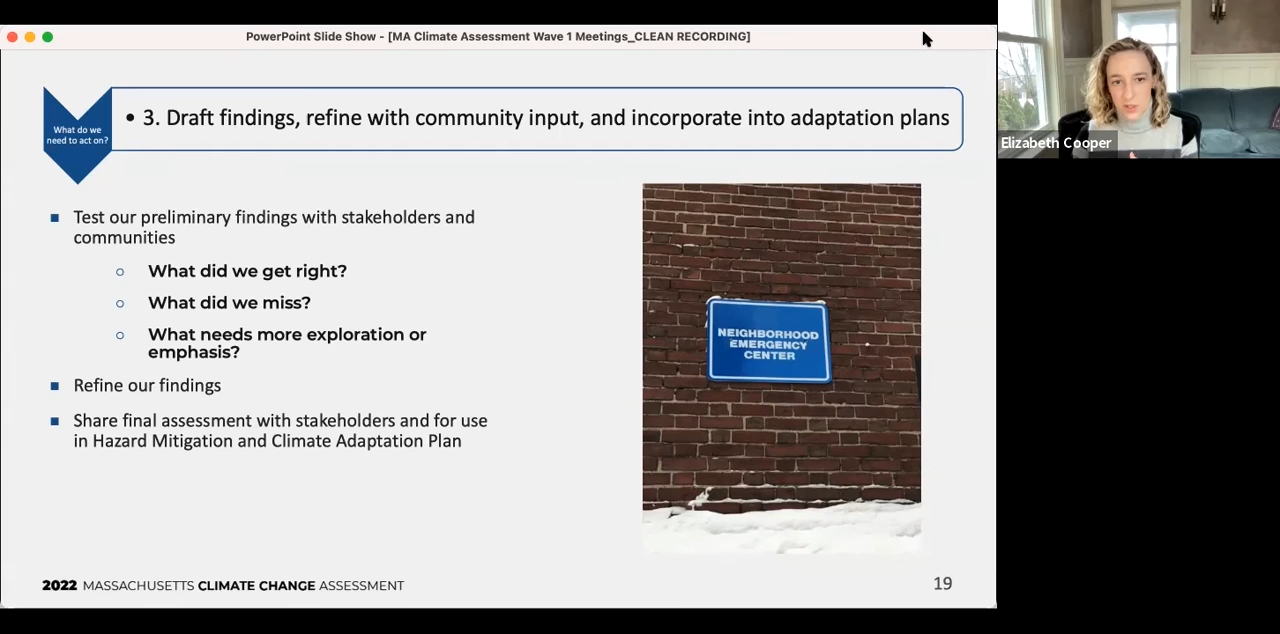 PowerPoint Slide Show - [MA Climate Assessment Wave 1 Meetings_CLEAN RECORDING]
What do we
need to act on?
• 3. Draft findings, refine with community input, and incorporate into adaptation plans
Elizabeth Cooper
Test our preliminary findings with stakeholders and
communities
What did we get right?
What did we miss?
What needs more exploration or
emphasis?
Refine our findings
Share final assessment with stakeholders and for use
in Hazard Mitigation and Climate Adaptation Plan
NEIGHBORHOOD
EMERGENCY
CENTER
2022 MASSACHUSETTS CLIMATE CHANGE ASSESSMENT
19